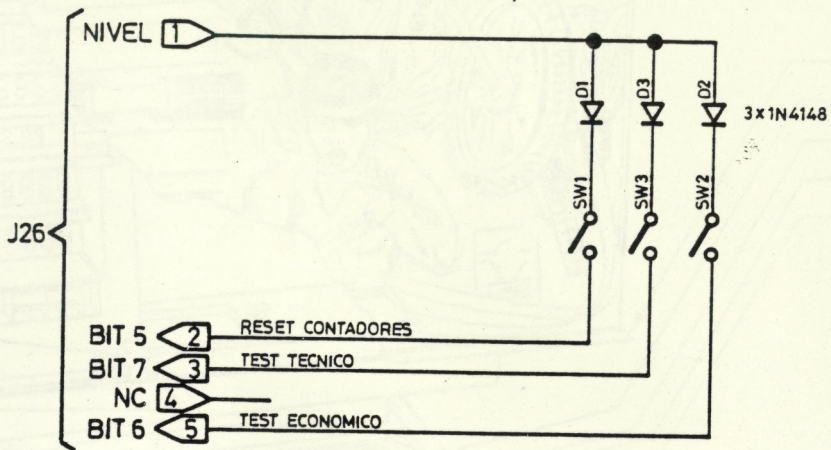 NIVEL 1
D1
D3
D2
3x1N4148
SW1
SW3
SW2
J26
BIT 5 2 RESET CONTADORES
BIT 7 3 TEST TECNICO
NC 4
BIT 6 5 TEST ECONOMICO